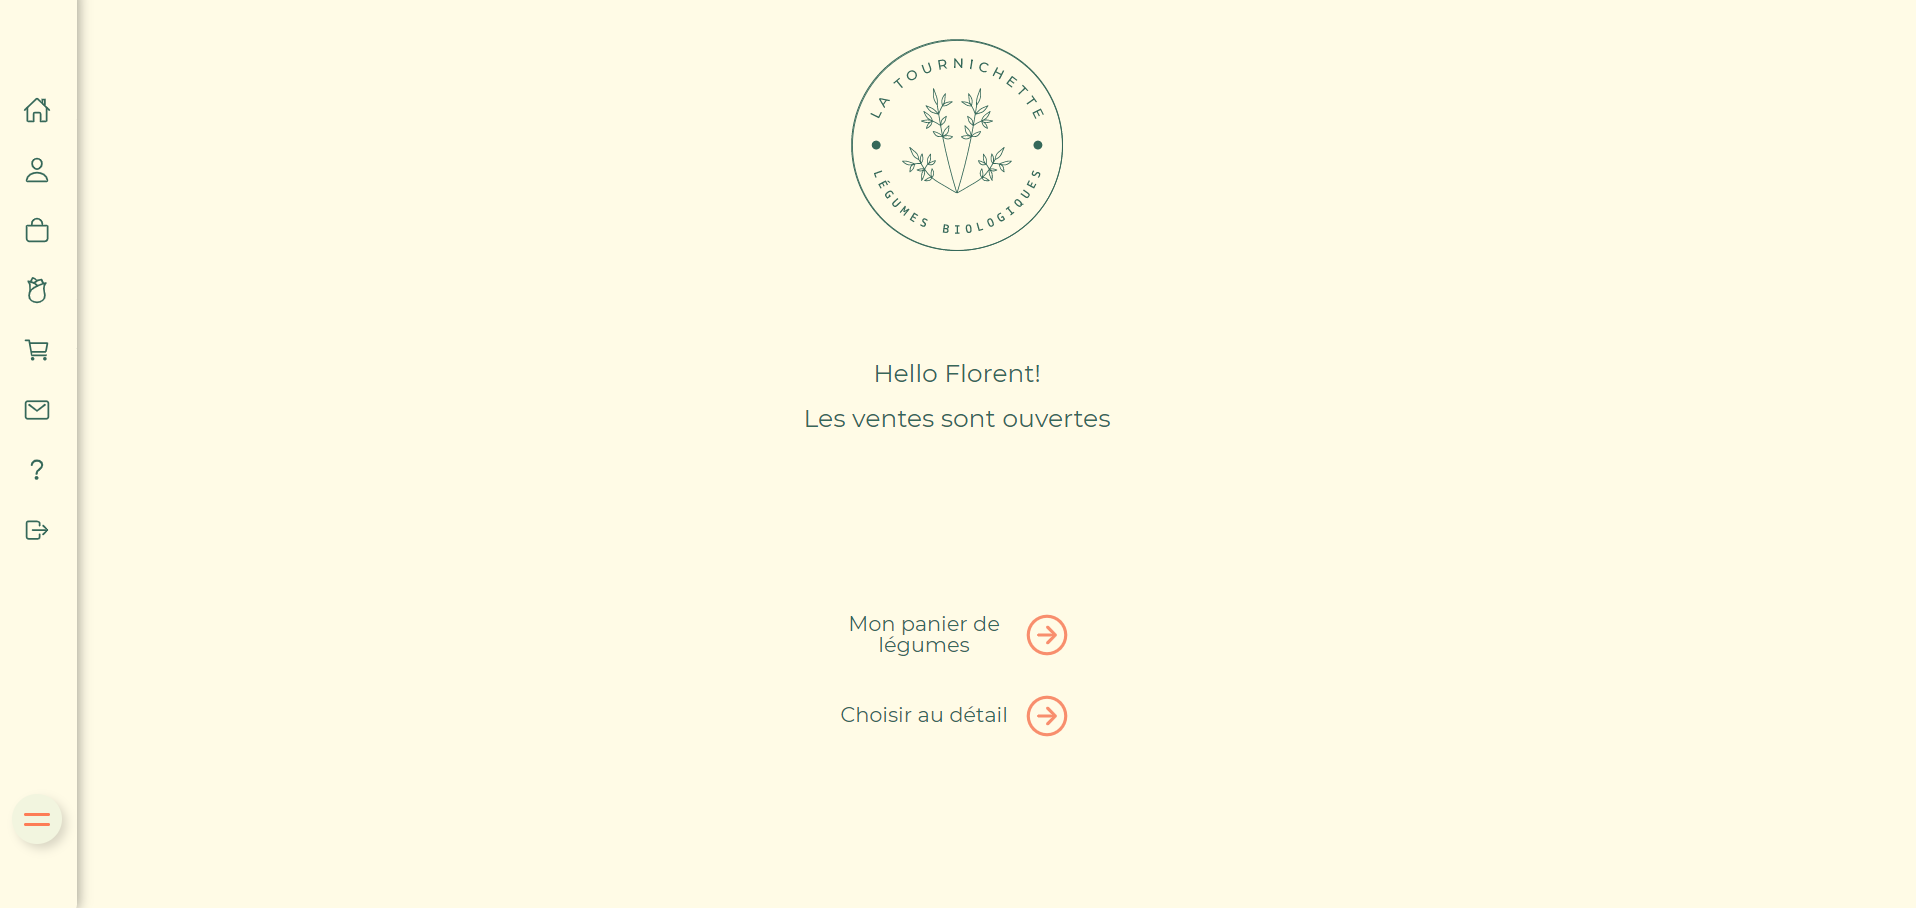 LA TOURNICHETTE
LÉGUMES BIOLOGIQUES
Hello Florent!
Les ventes sont ouvertes
Mon panier de
légumes
Choisir au détail